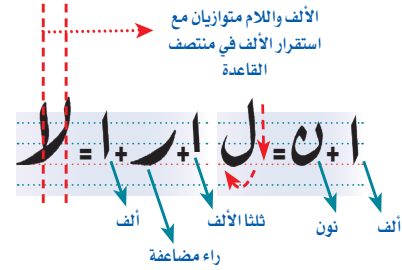 الألف واللام متوازيان مع
استقرار الألف في منتصف
القاعدة
ا + ن = ل    ا + ر + ا = لا
ألف    نون    ثلثا الألف    ألف
راء مضاعفة